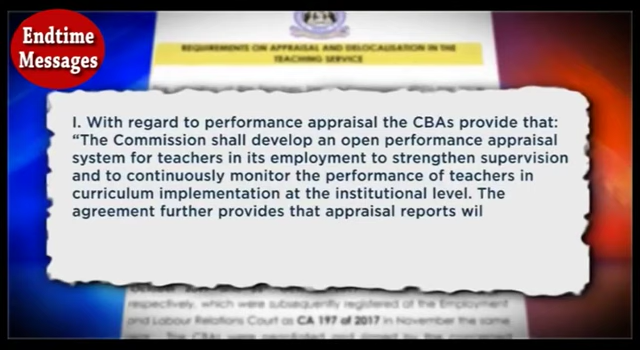 Endtime
Messages
REQUIREMENTS ON APPRAISAL AND DELOCALISATION IN THE
TEACHING SERVICE
I. With regard to performance appraisal the CBAs provide that:
“The Commission shall develop an open performance appraisal
system for teachers in its employment to strengthen supervision
and to continuously monitor the performance of teachers in
curriculum implementation at the institutional level. The
agreement further provides that appraisal reports wil
respectively, which were subsequently registered at the Employment
and Labour Relations Court as CA 197 of 2017 in November the same